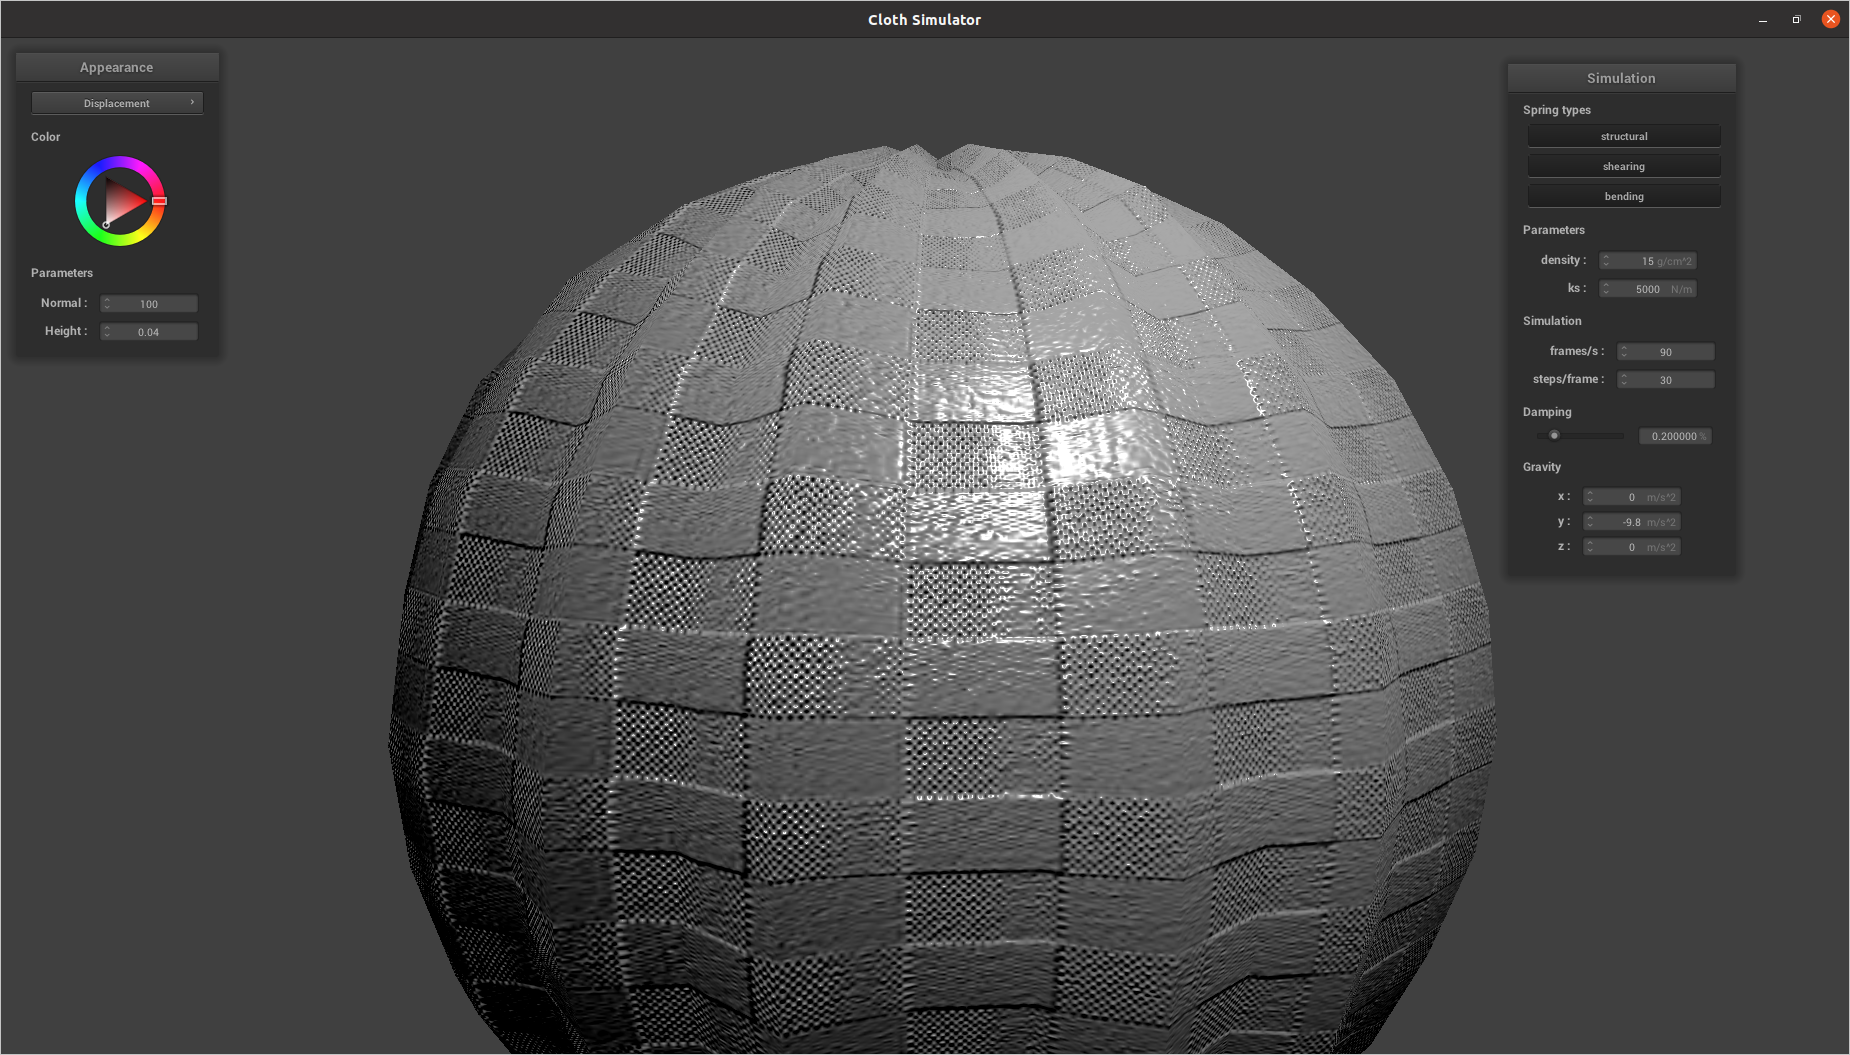 Cloth Simulator
Appearance
Displacement
Color
Parameters
Normal : 100
Height : 0.04
Simulation
Spring types
structural
shearing
bending
Parameters
density : 15 g/cm^2
ks : 5000 N/m
Simulation
frames/s : 90
steps/frame : 30
Damping
0.200000 %
Gravity
x : 0 m/s^2
y : -9.8 m/s^2
z : 0 m/s^2